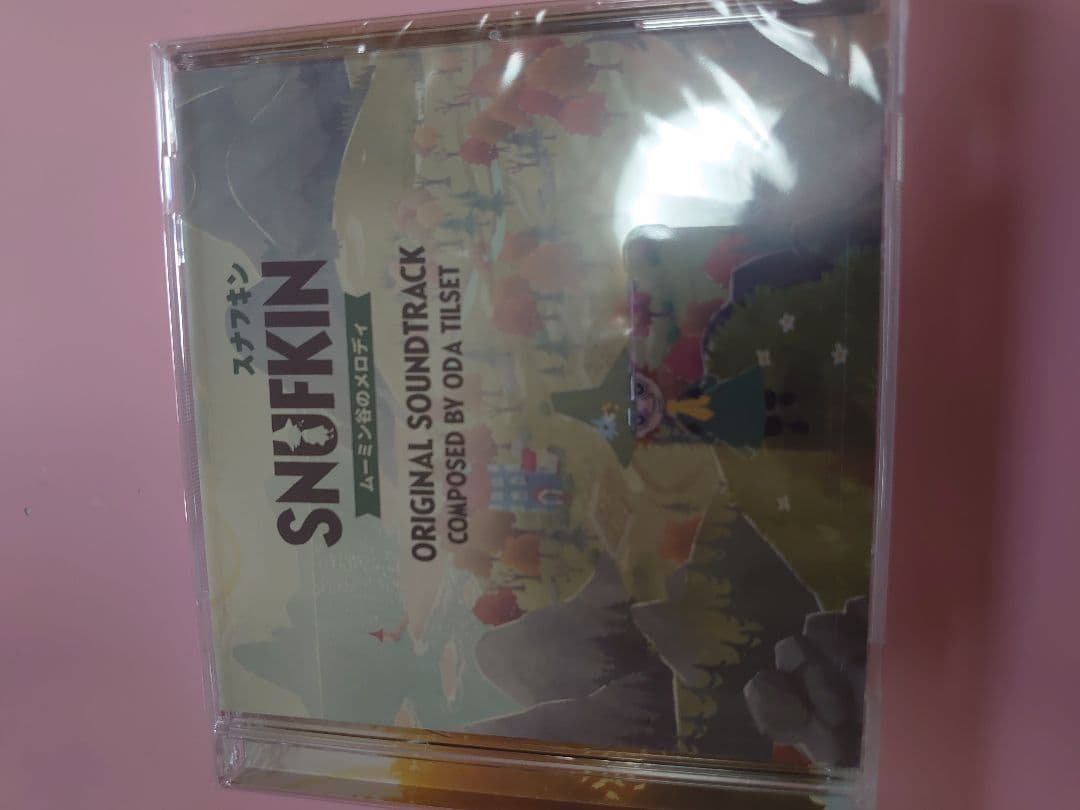 スナフキン
SNUFKIN
ムーミン谷のメロディ
ORIGINAL SOUNDTRACK
COMPOSED BY ODA TILSET